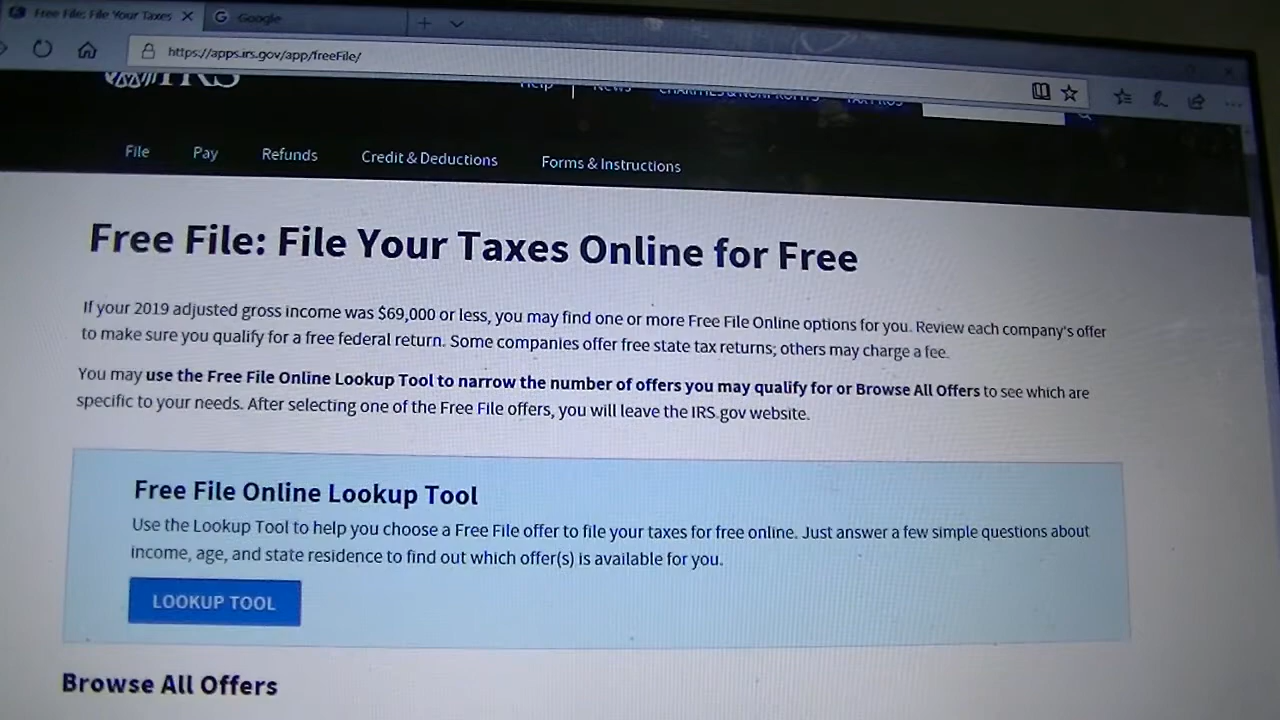 Free File: File Your Taxes
Google
https://apps.irs.gov/app/freeFile/
IRS
Help | News CHARITIES & NONPROFITS TAX PROS
File Pay Refunds Credit & Deductions Forms & Instructions
Free File: File Your Taxes Online for Free
If your 2019 adjusted gross income was $69,000 or less, you may find one or more Free File Online options for you. Review each company's offer
to make sure you qualify for a free federal return. Some companies offer free state tax returns; others may charge a fee.
You may use the Free File Online Lookup Tool to narrow the number of offers you may qualify for or Browse All Offers to see which are
specific to your needs. After selecting one of the Free File offers, you will leave the IRS.gov website.
Free File Online Lookup Tool
Use the Lookup Tool to help you choose a Free File offer to file your taxes for free online. Just answer a few simple questions about
income, age, and state residence to find out which offer(s) is available for you.
LOOKUP TOOL
Browse All Offers